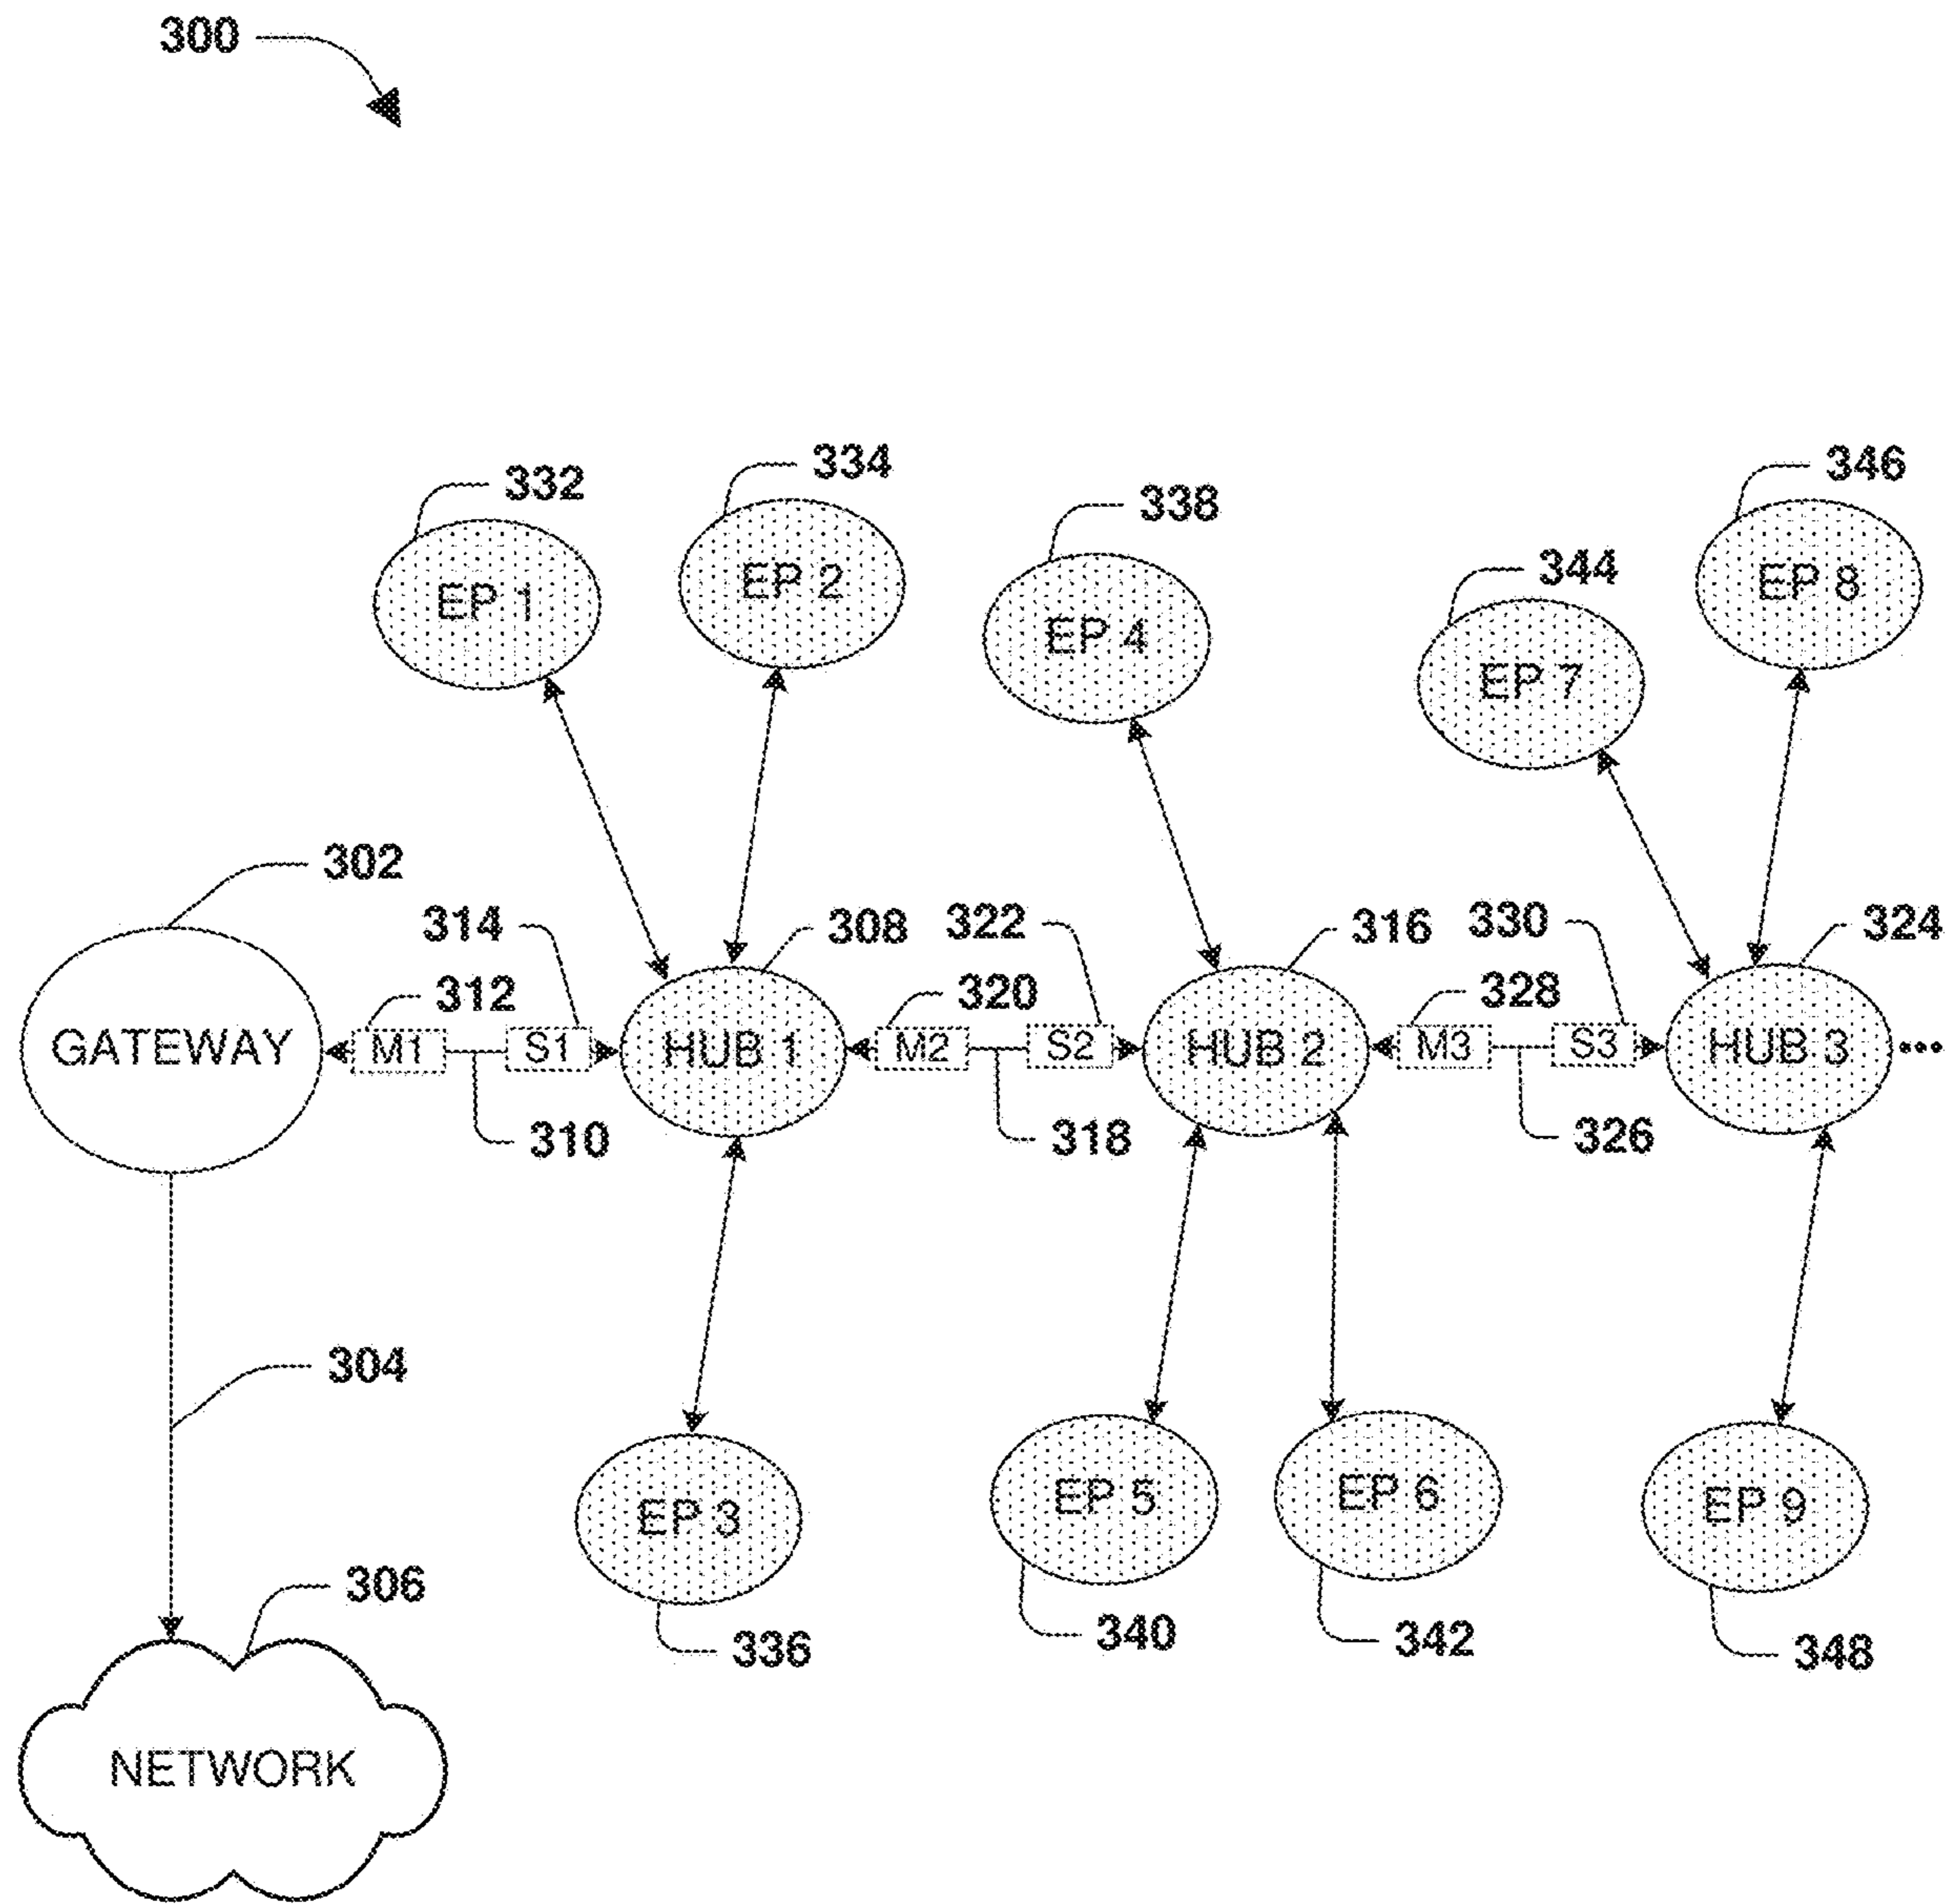 300
332
334
338
346
344
EP 1
EP 2
EP 4
EP 7
EP 8
302
314
308
322
316
330
324
312
320
328
GATEWAY
M1
S1
HUB 1
M2
S2
HUB 2
M3
S3
HUB 3
310
318
326
304
EP 3
EP 5
EP 6
EP 9
306
336
340
342
348
NETWORK